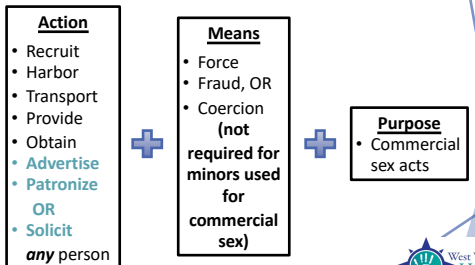 Action
• Recruit
• Harbor
• Transport
• Provide
• Obtain
• Advertise
• Patronize
OR
• Solicit
any person
Means
• Force
• Fraud, OR
• Coercion
(not
required for
minors used
for
commercial
sex)
Purpose
• Commercial
sex acts
West